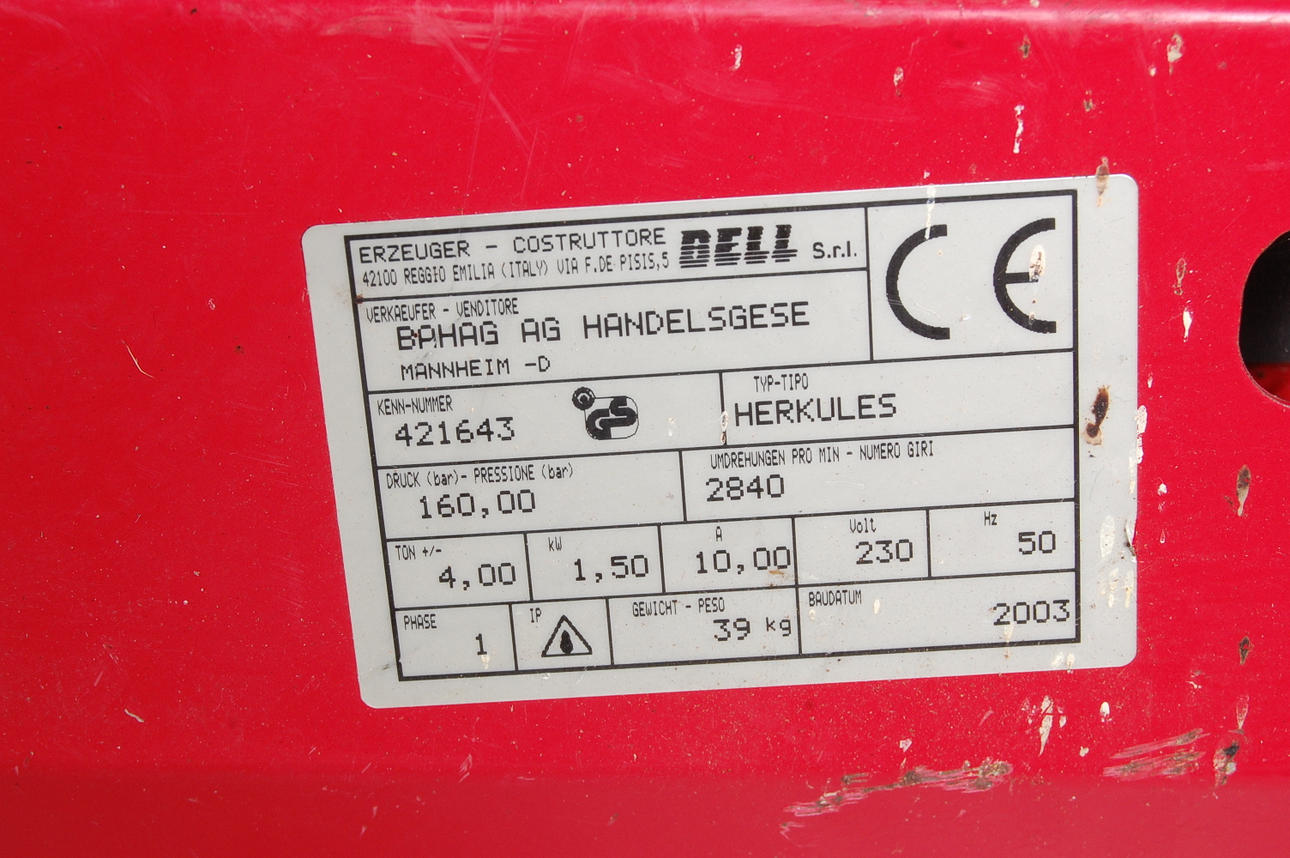 ERZEUGER - COSTRUTTORE BELL S.r.l.
42100 REGGIO EMILIA (ITALY) VIA F.DE PISIS,5
CE
VERKAEUFER - VENDITORE
BAHAG AG HANDELSGESE
MANNHEIM -D
KENN-NUMMER
421643
GS
TYP-TIPO
HERKULES
DRUCK (bar)- PRESSIONE (bar)
160,00
UMDREHUNGEN PRO MIN - NUMERO GIRI
2840
TON +/-
4,00
kW
1,50
A
10,00
Volt
230
Hz
50
PHASE
1
IP
GEWICHT - PESO
39 kg
BAUDATUM
2003